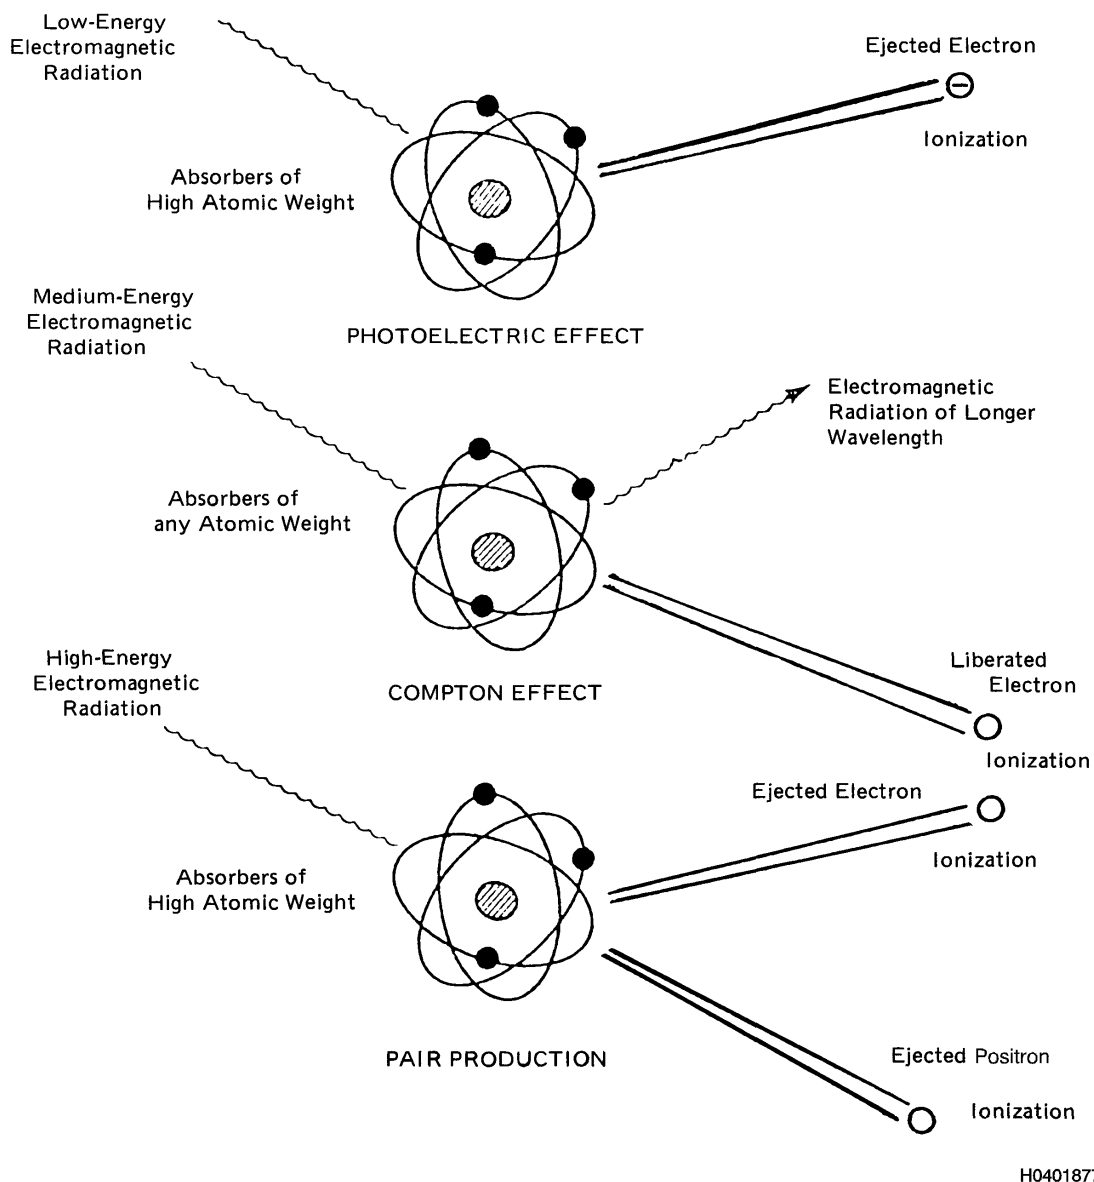 Low-Energy
Electromagnetic
Radiation
Ejected Electron
Ionization
Absorbers of
High Atomic Weight
PHOTOELECTRIC EFFECT
Medium-Energy
Electromagnetic
Radiation
Electromagnetic
Radiation of Longer
Wavelength
Absorbers of
any Atomic Weight
COMPTON EFFECT
Liberated
Electron
Ionization
High-Energy
Electromagnetic
Radiation
Ejected Electron
Ionization
Absorbers of
High Atomic Weight
PAIR PRODUCTION
Ejected Positron
Ionization
H0401877